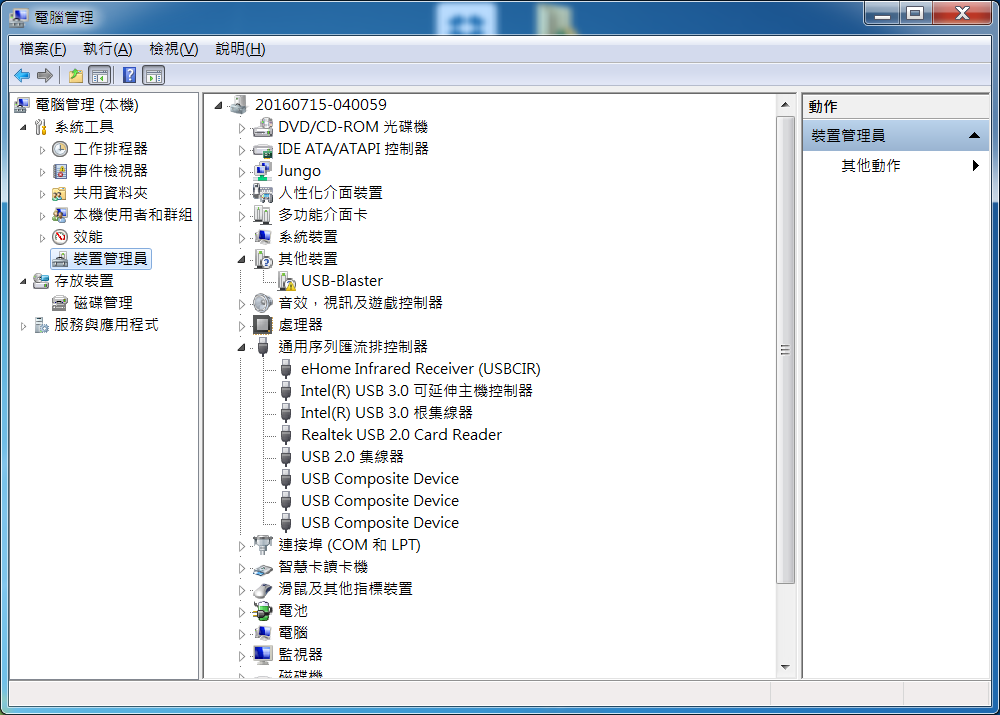 電腦管理
檔案(F) 執行(A) 檢視(V) 說明(H)
電腦管理 (本機)
系統工具
工作排程器
事件檢視器
共用資料夾
本機使用者和群組
效能
裝置管理員
存放裝置
磁碟管理
服務與應用程式
20160715-040059
DVD/CD-ROM 光碟機
IDE ATA/ATAPI 控制器
Jungo
人性化介面裝置
多功能介面卡
系統裝置
其他裝置
USB-Blaster
音效，視訊及遊戲控制器
處理器
通用序列匯流排控制器
eHome Infrared Receiver (USBCIR)
Intel(R) USB 3.0 可延伸主機控制器
Intel(R) USB 3.0 根集線器
Realtek USB 2.0 Card Reader
USB 2.0 集線器
USB Composite Device
USB Composite Device
USB Composite Device
連接埠 (COM 和 LPT)
智慧卡讀卡機
滑鼠及其他指標裝置
電池
電腦
監視器
磁碟機
動作
裝置管理員
其他動作